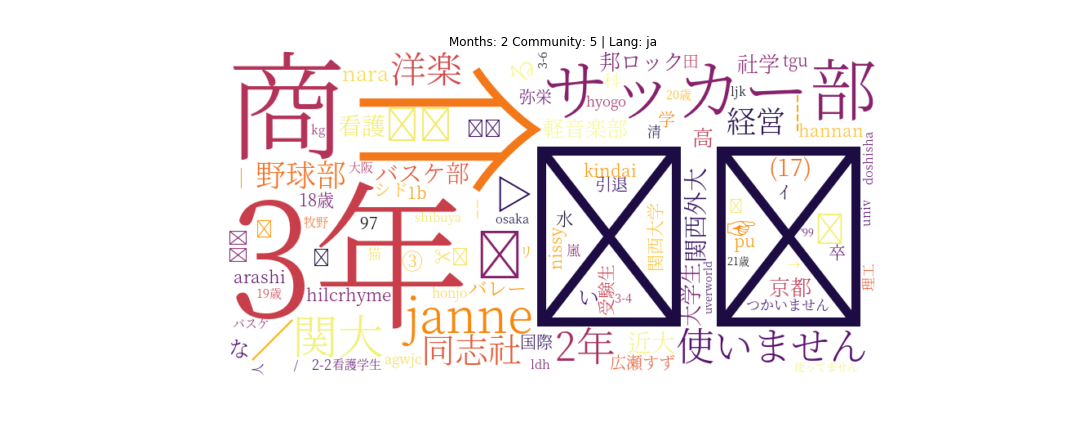 Months: 2 Community: 5 | Lang: ja
商
nara
洋楽
3-6
邦ロック
田
社学
tgu
サッカー部
科
弥栄
hyogo
20歳
ljk
kg
看護
軽音楽部
学
清
高
経営
hannan
野球部
大阪
バスケ部
シド
1b
kindai
引退
(17)
イ
doshisha
18歳
3年
牧野
97
shibuya
osaka
水
関西大学
関西外大
☞
pu
'99
univ
卒
猫
③
リ
nissy
嵐
21歳
arashi
19歳
hilcrhyme
honjo
バレー
い
受験生
3-4
大学生
uverworld
京都
つかいません
理工
バスケ
janne
な
関大
同志社
国際
2年
近大
使いません
人
/
2-2
看護学生
agwjc
ldh
広瀬すず
使ってません